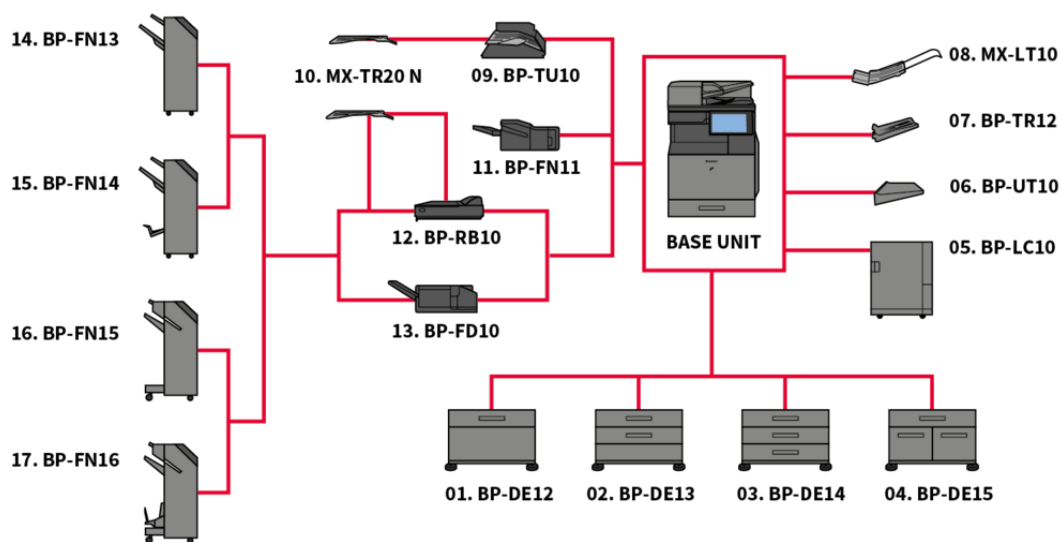 14. BP-FN13
10. MX-TR20 N
09. BP-TU10
08. MX-LT10
07. BP-TR12
15. BP-FN14
11. BP-FN11
06. BP-UT10
12. BP-RB10
BASE UNIT
05. BP-LC10
16. BP-FN15
13. BP-FD10
17. BP-FN16
01. BP-DE12
02. BP-DE13
03. BP-DE14
04. BP-DE15